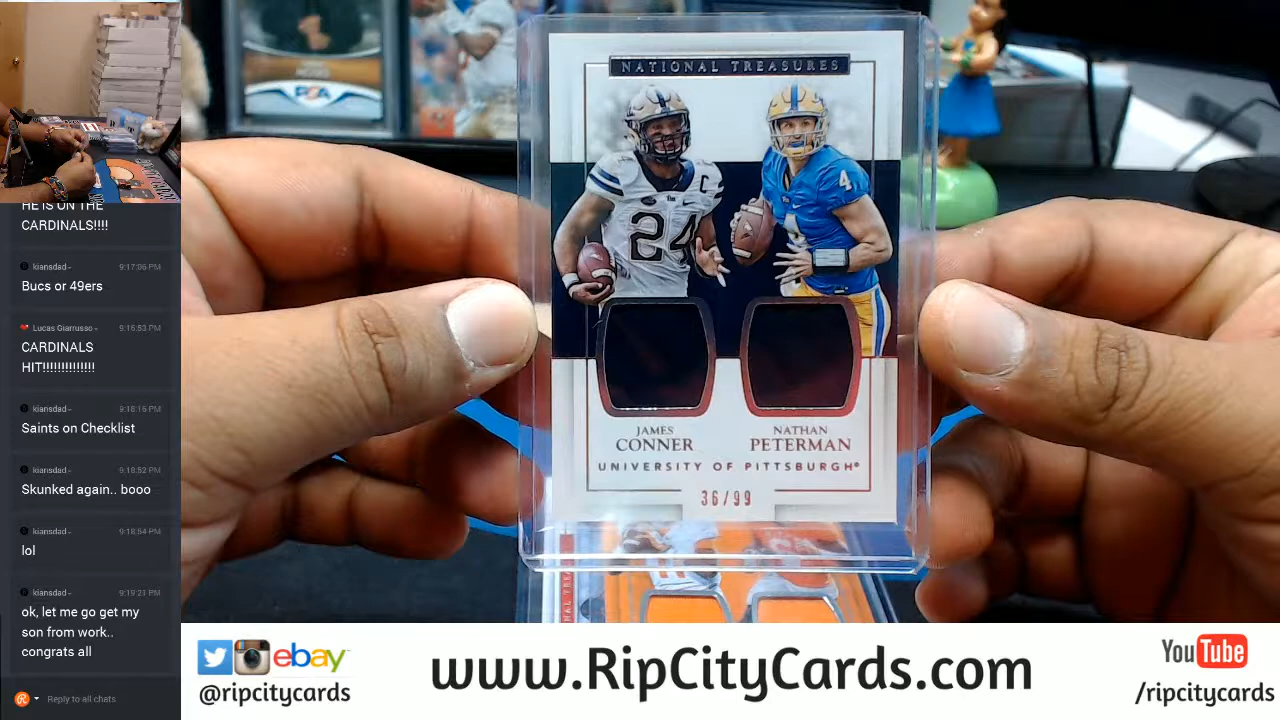 HE IS ON THE
CARDINALS!!!!
kiansdad- 9:17:06 PM
Bucs or 49ers
Lucas Giarrusso- 9:16:53 PM
CARDINALS
HIT!!!!!!!!!!!!!!
kiansdad- 9:18:16 PM
Saints on Checklist
kiansdad- 9:18:52 PM
Skunked again.. booo
kiansdad- 9:18:54 PM
lol
kiansdad- 9:19:21 PM
ok, let me go get my
son from work..
congrats all
Reply to all chats
PSA
NATIONAL TREASURES
C
24
4
4
JAMES
CONNER
NATHAN
PETERMAN
UNIVERSITY OF PITTSBURGH®
36/99
ebay
@ripcitycards
www.RipCityCards.com
YouTube
/ripcitycards